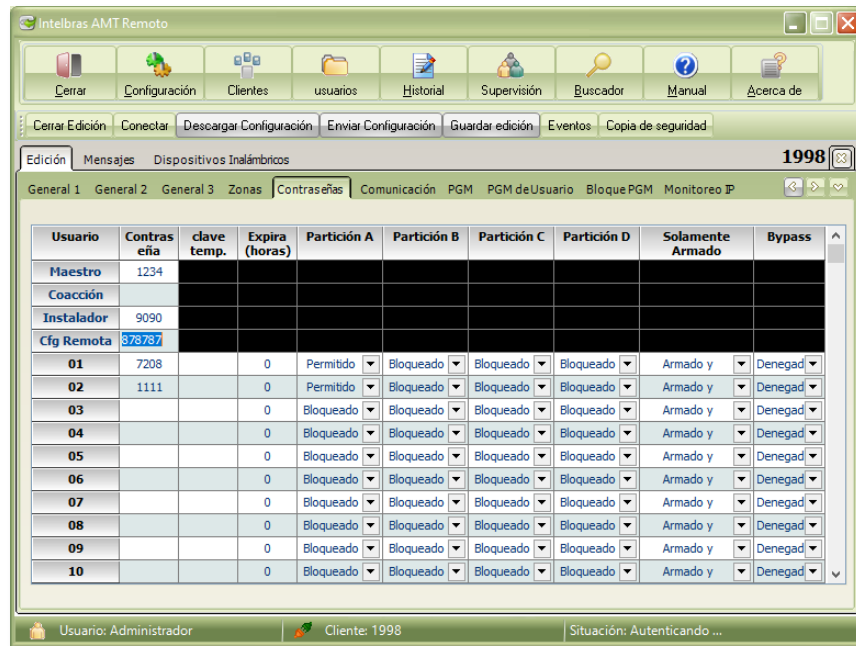 Intelbras AMT Remoto
Cerrar Configuración Clientes usuarios Historial Supervisión Buscador Manual Acerca de
Cerrar Edición Conectar Descargar Configuración Enviar Configuración Guardar edición Eventos Copia de seguridad
Edición Mensajes Dispositivos Inalámbricos 1998
General 1 General 2 General 3 Zonas Contraseñas Comunicación PGM PGM de Usuario Bloque PGM Monitoreo IP
Usuario Contras clave Expira Partición A Partición B Partición C Partición D Solamente Bypass
eña temp. (horas) Armado
Maestro 1234
Coacción
Instalador 9090
Cfg Remota 878787
01 7208 0 Permitido Bloqueado Bloqueado Bloqueado Armado y Denegad
02 1111 0 Permitido Bloqueado Bloqueado Bloqueado Armado y Denegad
03 0 Bloqueado Bloqueado Bloqueado Bloqueado Armado y Denegad
04 0 Bloqueado Bloqueado Bloqueado Bloqueado Armado y Denegad
05 0 Bloqueado Bloqueado Bloqueado Bloqueado Armado y Denegad
06 0 Bloqueado Bloqueado Bloqueado Bloqueado Armado y Denegad
07 0 Bloqueado Bloqueado Bloqueado Bloqueado Armado y Denegad
08 0 Bloqueado Bloqueado Bloqueado Bloqueado Armado y Denegad
09 0 Bloqueado Bloqueado Bloqueado Bloqueado Armado y Denegad
10 0 Bloqueado Bloqueado Bloqueado Bloqueado Armado y Denegad
Usuario: Administrador Cliente: 1998 Situación: Autenticando ...